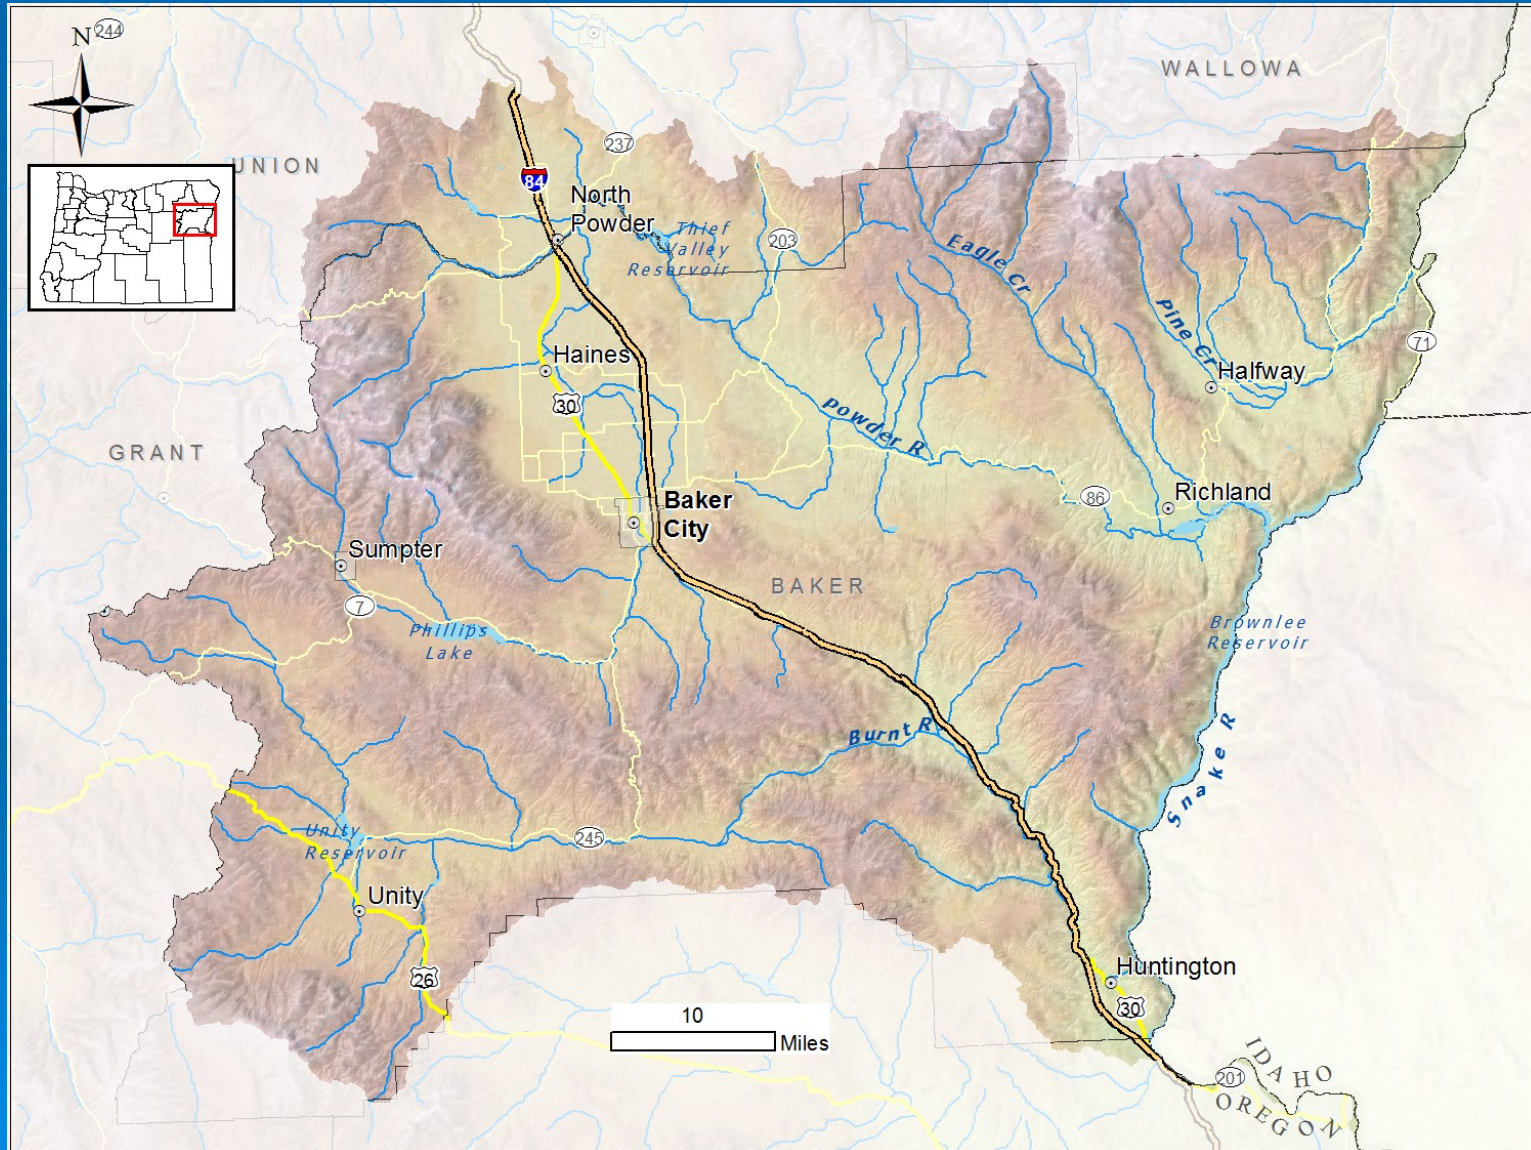 N
244
WALLOWA
UNION
237
84
North
Powder
Thief
Valley
Reservoir
203
Eagle Cr
Pine Cr
71
Haines
Halfway
30
Powder R
GRANT
86
Richland
Baker
City
Sumpter
BAKER
7
Phillips
Lake
Brownlee
Reservoir
Burnt R
Snake R
Unity
Reservoir
245
Unity
26
Huntington
30
10
Miles
IDAHO
201
OREGON